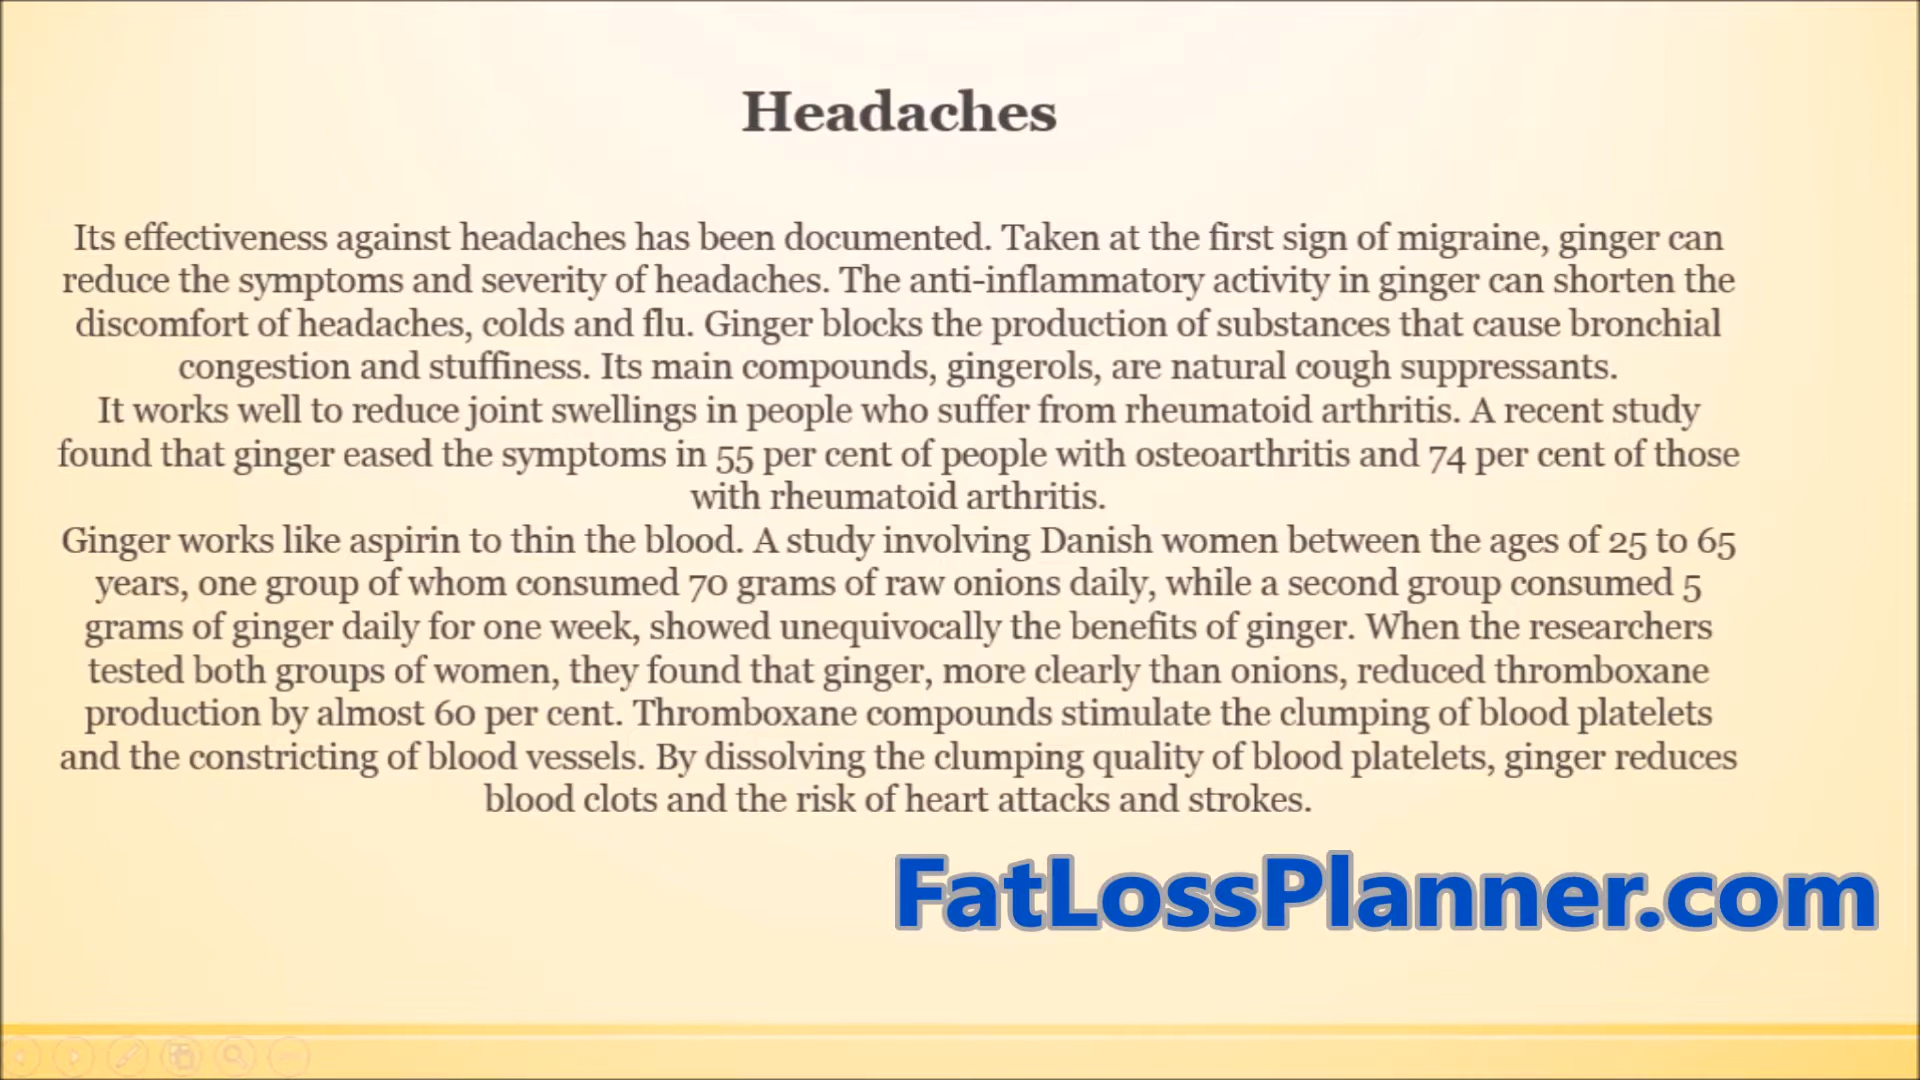 Headaches
Its effectiveness against headaches has been documented. Taken at the first sign of migraine, ginger can
reduce the symptoms and severity of headaches. The anti-inflammatory activity in ginger can shorten the
discomfort of headaches, colds and flu. Ginger blocks the production of substances that cause bronchial
congestion and stuffiness. Its main compounds, gingerols, are natural cough suppressants.
It works well to reduce joint swellings in people who suffer from rheumatoid arthritis. A recent study
found that ginger eased the symptoms in 55 per cent of people with osteoarthritis and 74 per cent of those
with rheumatoid arthritis.
Ginger works like aspirin to thin the blood. A study involving Danish women between the ages of 25 to 65
years, one group of whom consumed 70 grams of raw onions daily, while a second group consumed 5
grams of ginger daily for one week, showed unequivocally the benefits of ginger. When the researchers
tested both groups of women, they found that ginger, more clearly than onions, reduced thromboxane
production by almost 60 per cent. Thromboxane compounds stimulate the clumping of blood platelets
and the constricting of blood vessels. By dissolving the clumping quality of blood platelets, ginger reduces
blood clots and the risk of heart attacks and strokes.
FatLossPlanner.com